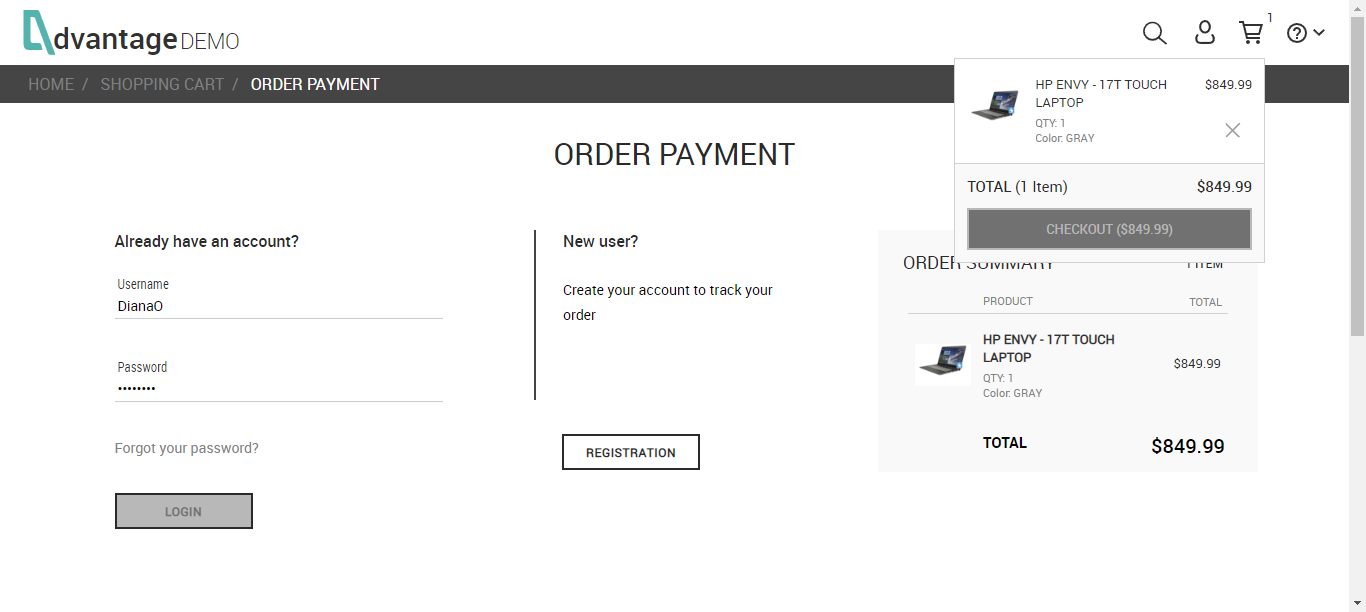 Advantage DEMO
1
HOME / SHOPPING CART / ORDER PAYMENT
HP ENVY - 17T TOUCH
LAPTOP
$849.99
QTY: 1
Color: GRAY
TOTAL (1 Item)
$849.99
CHECKOUT ($849.99)
ORDER PAYMENT
Already have an account?
Username
DianaO
Password
••••••••
Forgot your password?
LOGIN
New user?
Create your account to track your
order
REGISTRATION
ORDER SUMMARY
1 ITEM
PRODUCT
TOTAL
HP ENVY - 17T TOUCH
LAPTOP
QTY: 1
Color: GRAY
$849.99
TOTAL
$849.99